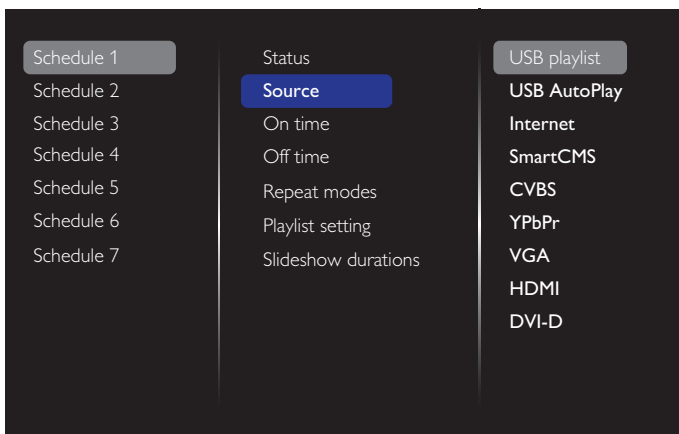 Schedule 1
Schedule 2
Schedule 3
Schedule 4
Schedule 5
Schedule 6
Schedule 7
Status
Source
On time
Off time
Repeat modes
Playlist setting
Slideshow durations
USB playlist
USB AutoPlay
Internet
SmartCMS
CVBS
YPbPr
VGA
HDMI
DVI-D